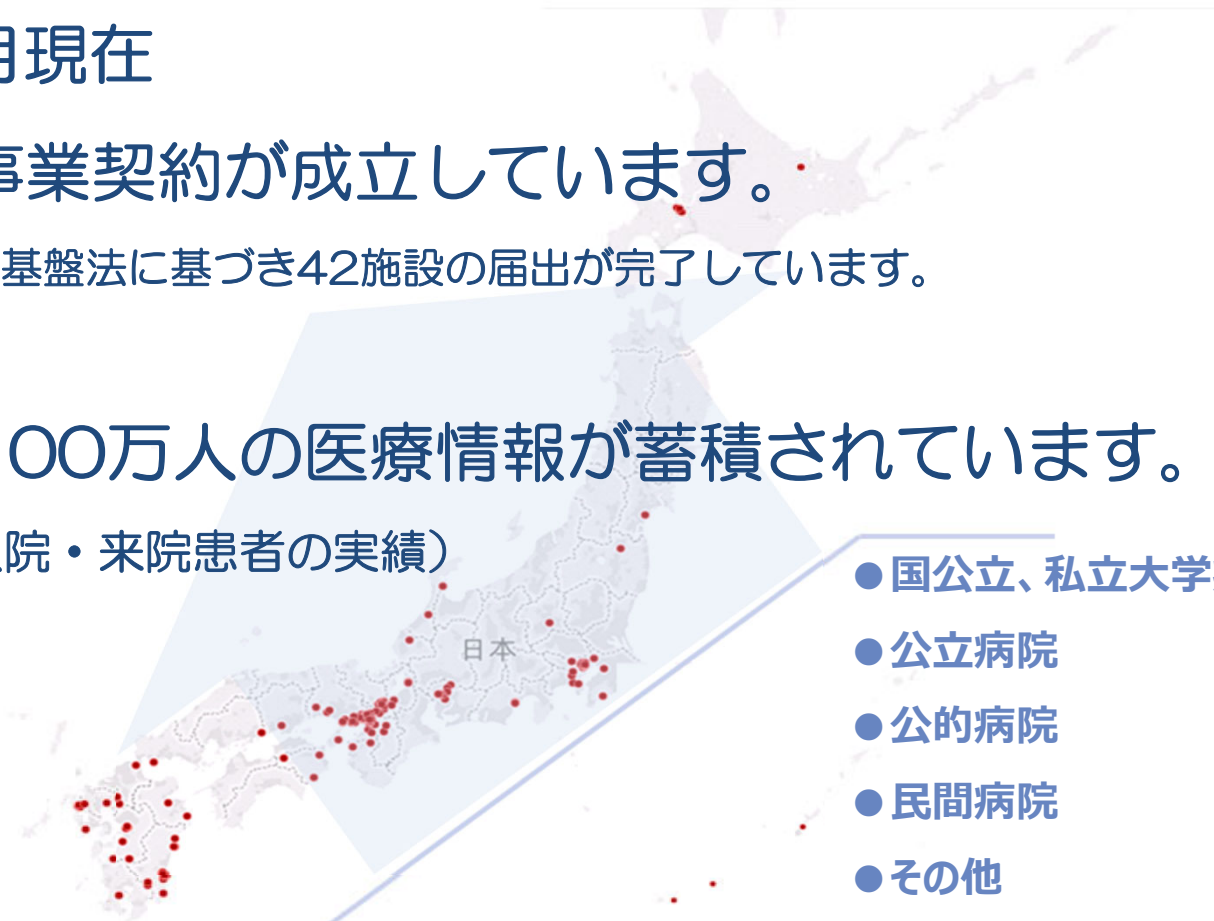 月現在
事業契約が成立しています。
基盤法に基づき42施設の届出が完了しています。
00万人の医療情報が蓄積されています。
院・来院患者の実績）
日本
●国公立、私立大学
●公立病院
●公的病院
●民間病院
●その他